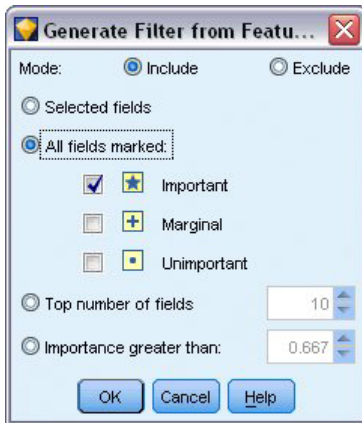 Generate Filter from Featu...
Mode: Include Exclude
Selected fields
All fields marked:
Important
Marginal
Unimportant
Top number of fields 10
Importance greater than: 0.667
OK Cancel Help